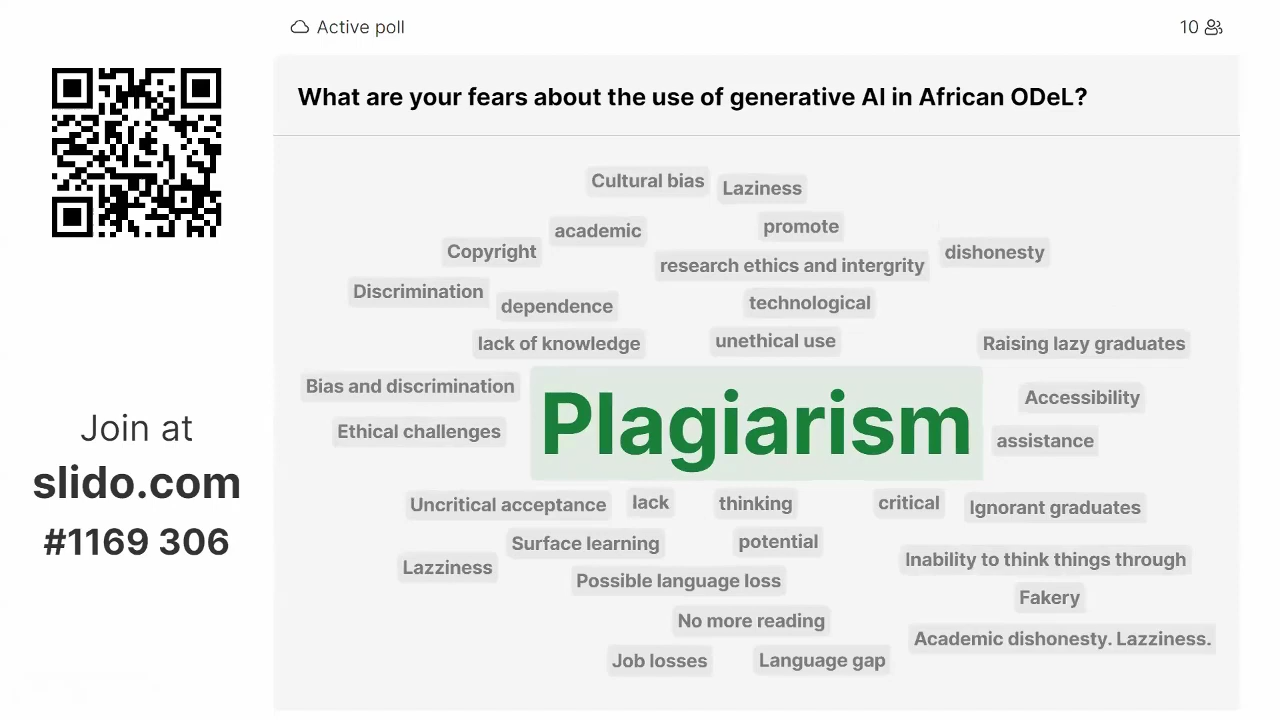 Active poll
10
What are your fears about the use of generative AI in African ODeL?
Join at
slido.com
#1169 306
Cultural bias
Laziness
academic
promote
Copyright
research ethics and intergrity
dishonesty
Discrimination
dependence
technological
lack of knowledge
unethical use
Raising lazy graduates
Bias and discrimination
Plagiarism
Accessibility
Ethical challenges
assistance
Uncritical acceptance
lack
thinking
critical
Ignorant graduates
Surface learning
potential
Lazziness
Possible language loss
Inability to think things through
Fakery
No more reading
Academic dishonesty. Lazziness.
Job losses
Language gap